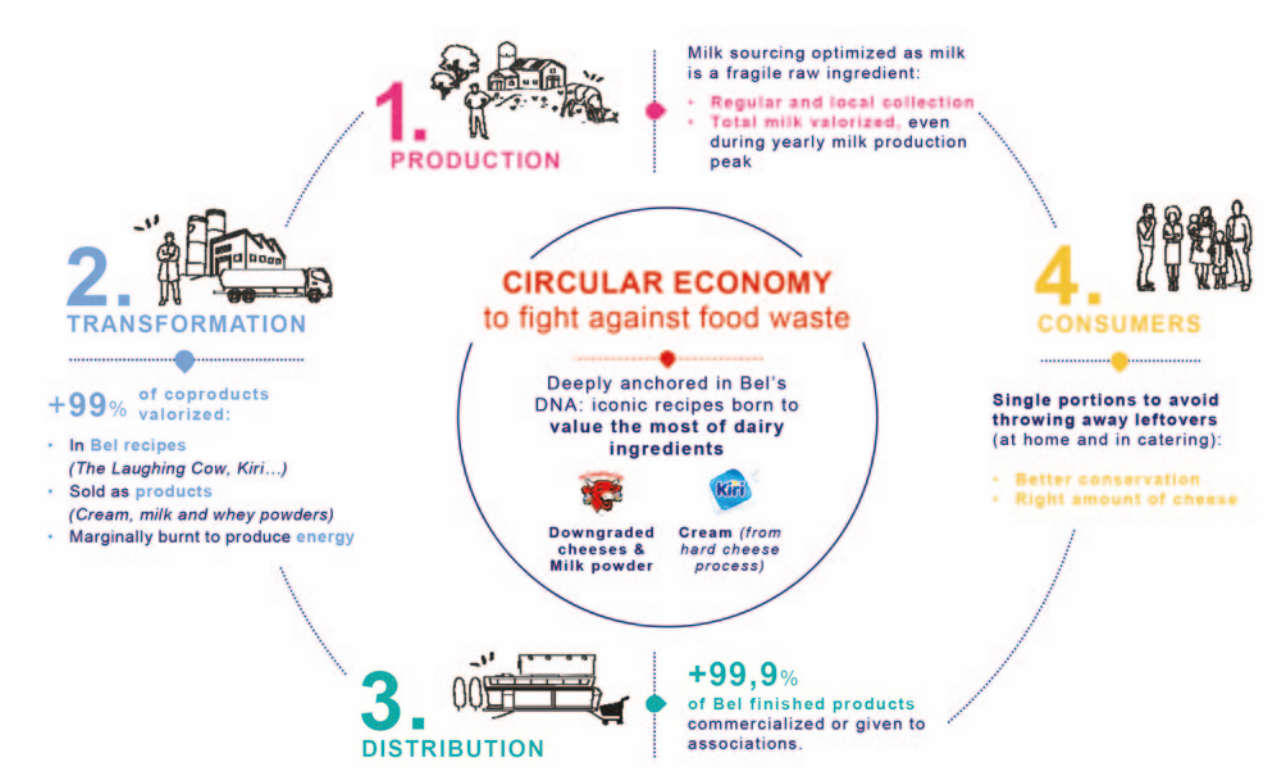 1.
PRODUCTION
Milk sourcing optimized as milk
is a fragile raw ingredient:
• Regular and local collection
• Total milk valorized, even
during yearly milk production
peak
2.
TRANSFORMATION
+99% of coproducts
valorized:
• In Bel recipes
(The Laughing Cow, Kiri...)
• Sold as products
(Cream, milk and whey powders)
• Marginally burnt to produce energy
CIRCULAR ECONOMY
to fight against food waste
Deeply anchored in Bel's
DNA: iconic recipes born to
value the most of dairy
ingredients
Kiri
Downgraded
cheeses &
Milk powder
Cream (from
hard cheese
process)
3.
DISTRIBUTION
+99,9%
of Bel finished products
commercialized or given to
associations.
4.
CONSUMERS
Single portions to avoid
throwing away leftovers
(at home and in catering):
• Better conservation
• Right amount of cheese